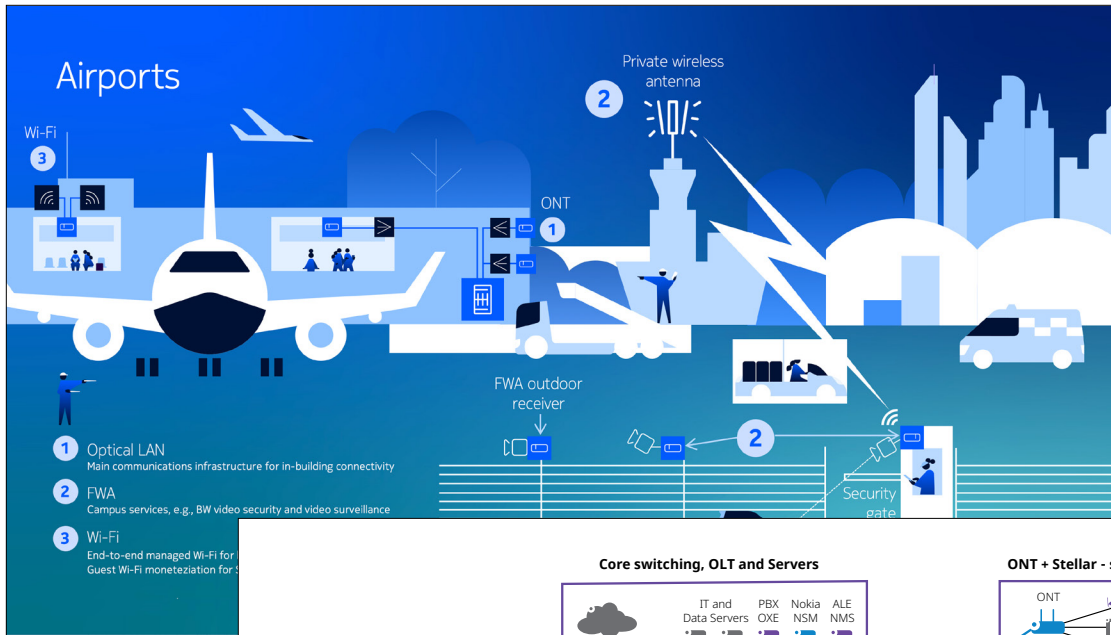 Airports
Private wireless
antenna
2
Wi-Fi
3
ONT
1
FWA outdoor
receiver
2
Security
gate
1 Optical LAN
Main communications infrastructure for in-building connectivity
2 FWA
Campus services, e.g., BW video security and video surveillance
3 Wi-Fi
End-to-end managed Wi-Fi for
Guest Wi-Fi moneteziation for
Core switching, OLT and Servers
IT and
Data Servers
PBX
OXE
Nokia
NSM
ALE
NMS
ONT + Stellar -
ONT